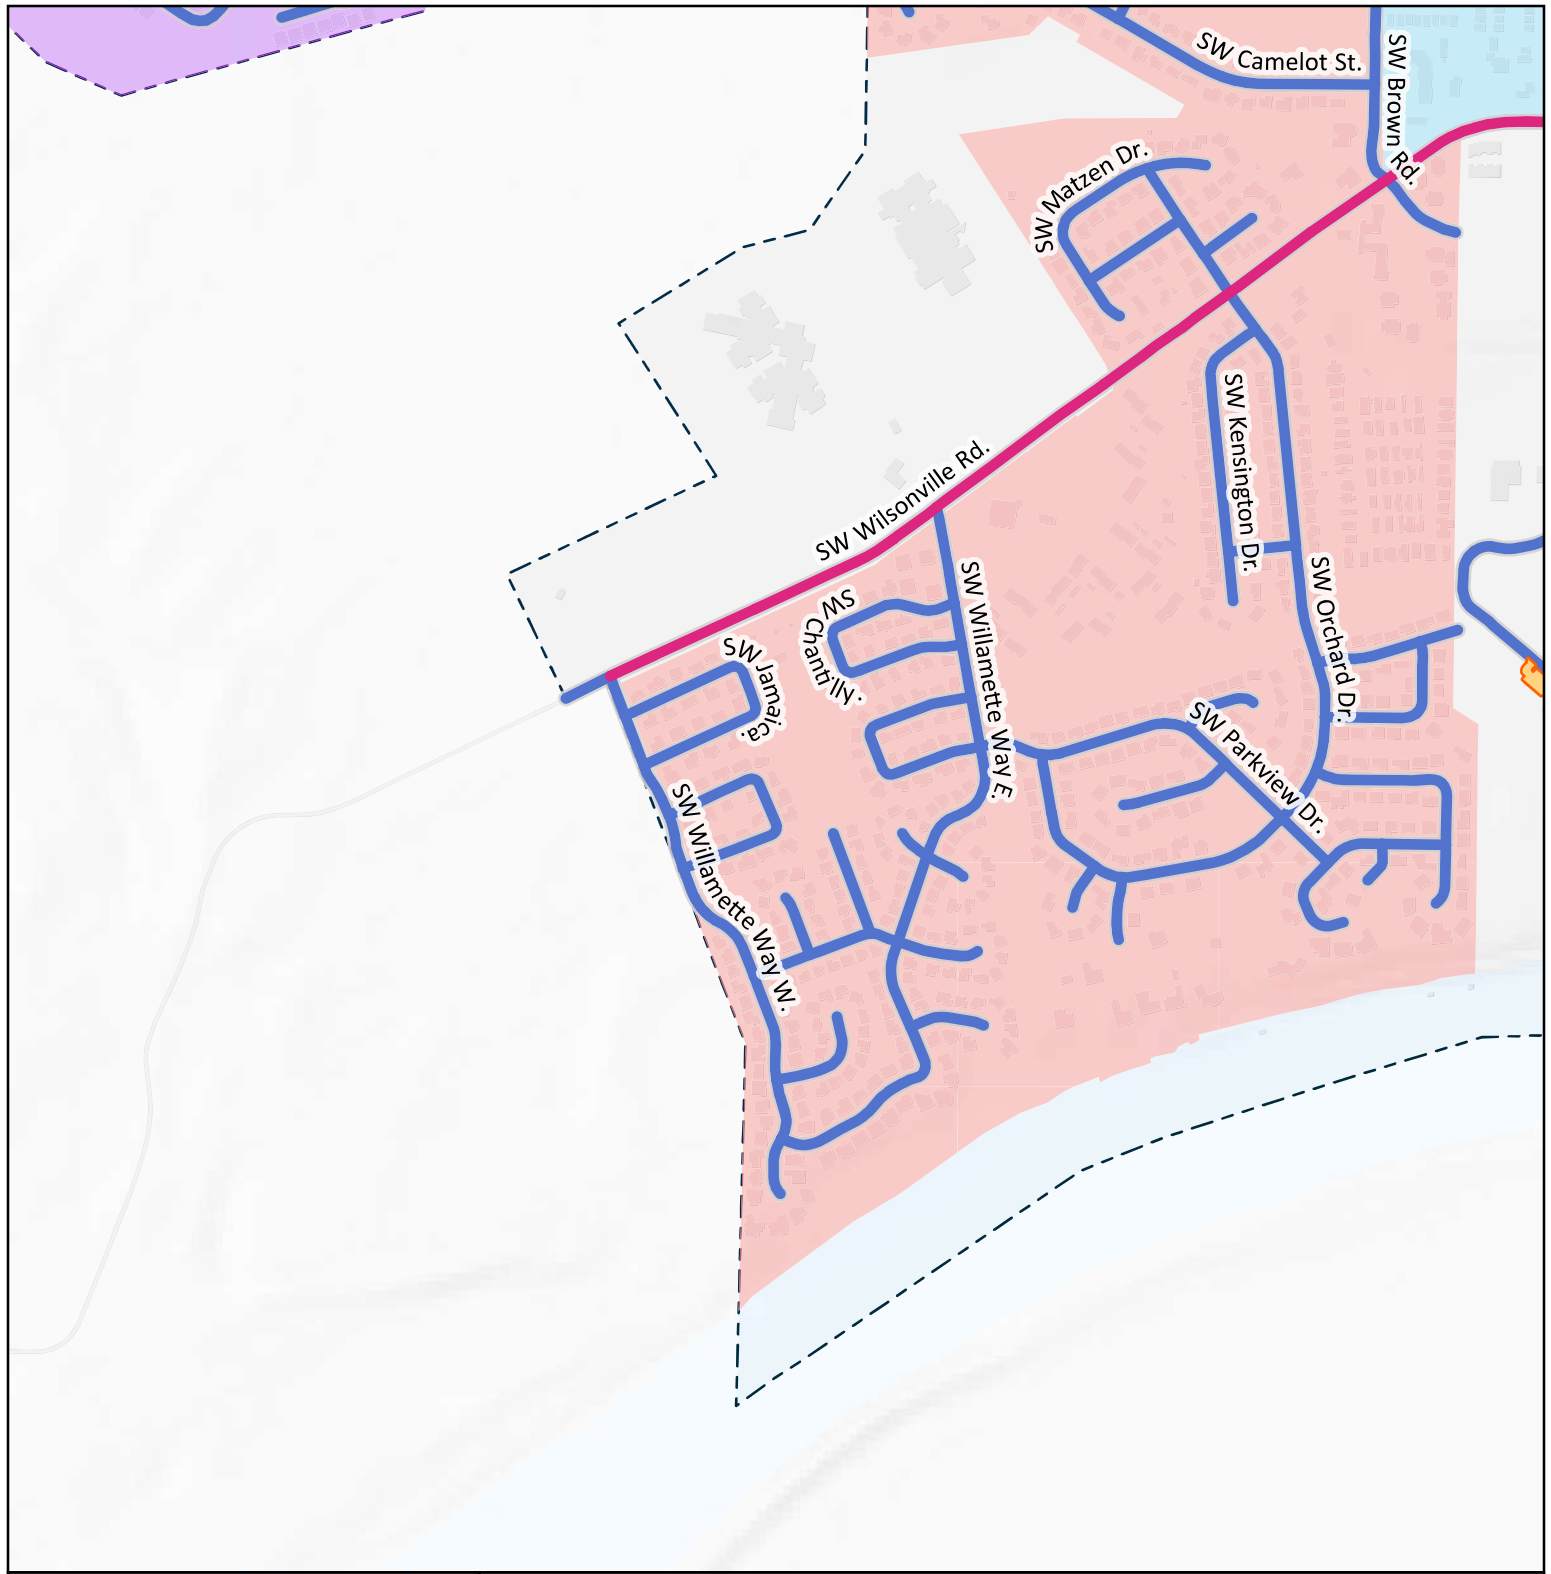 SW Camelot St.
SW Brown Rd.
SW Matzen Dr.
SW Kensington Dr.
SW Wilsonville Rd.
SW Orchard Dr.
SW Willamette Way E.
SW
Chantilly.
SW Jamaica.
SW Parkview Dr.
SW Willamette Way W.